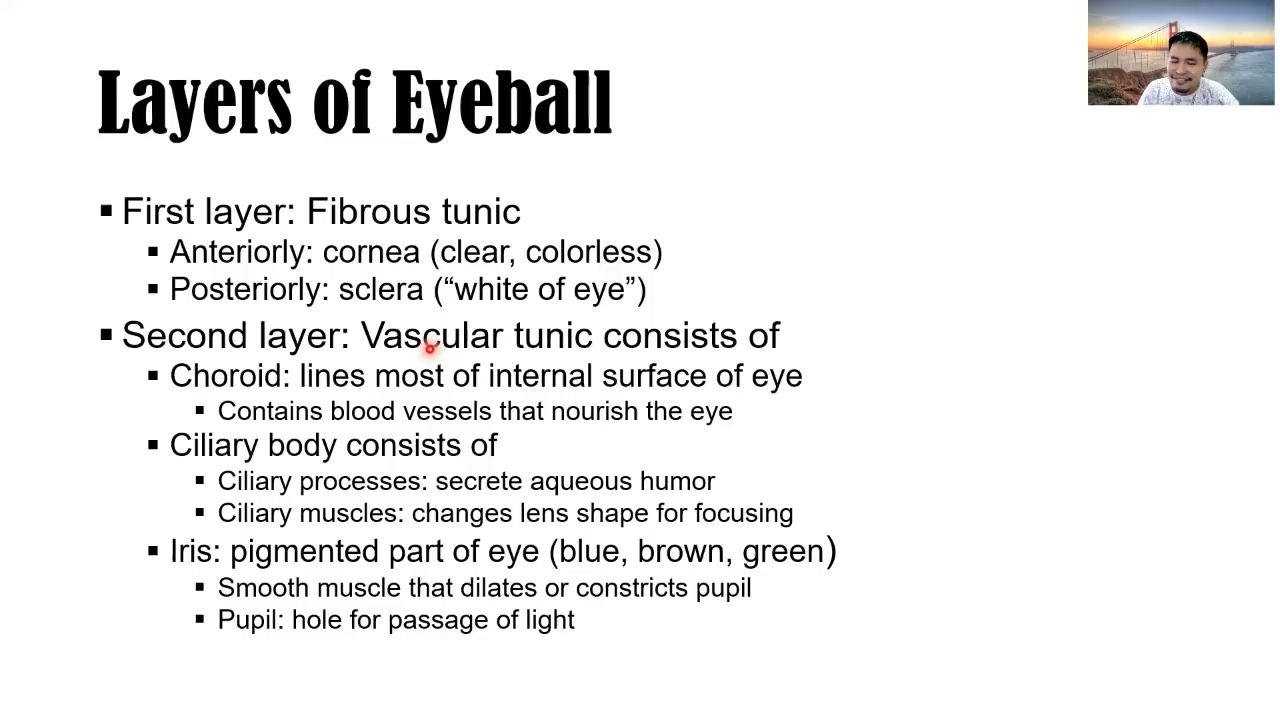 Layers of Eyeball
▪ First layer: Fibrous tunic
▪ Anteriorly: cornea (clear, colorless)
▪ Posteriorly: sclera (“white of eye”)
▪ Second layer: Vascular tunic consists of
▪ Choroid: lines most of internal surface of eye
▪ Contains blood vessels that nourish the eye
▪ Ciliary body consists of
▪ Ciliary processes: secrete aqueous humor
▪ Ciliary muscles: changes lens shape for focusing
▪ Iris: pigmented part of eye (blue, brown, green)
▪ Smooth muscle that dilates or constricts pupil
▪ Pupil: hole for passage of light